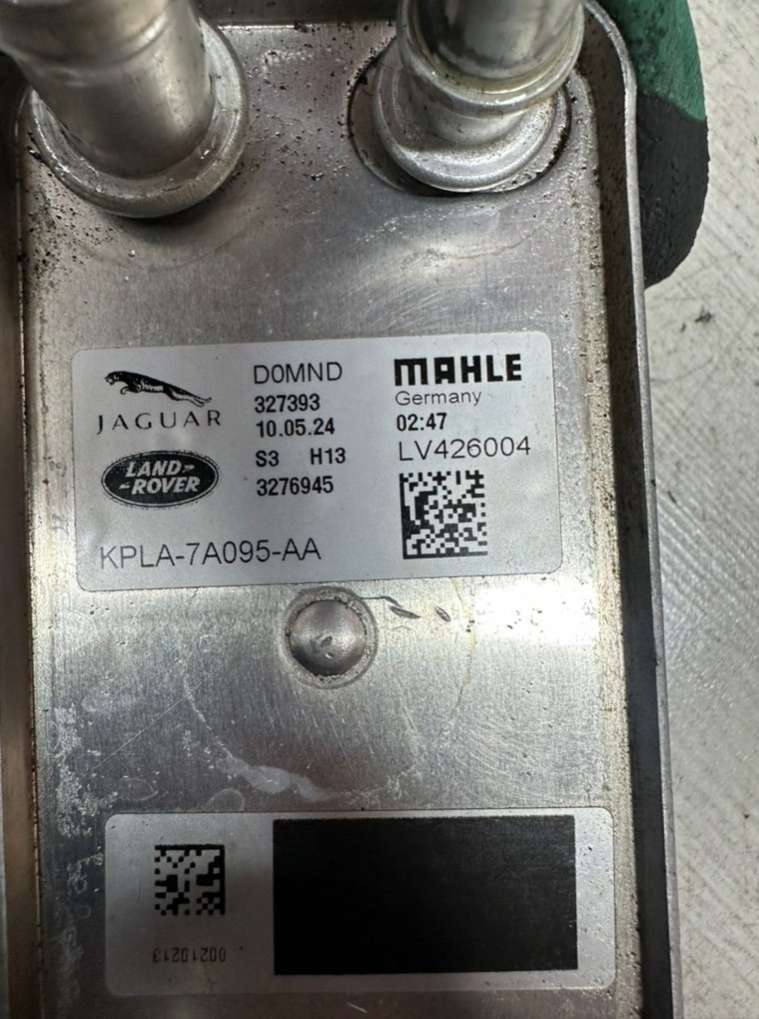 JAGUAR
LAND-
-ROVER
D0MND
327393
10.05.24
S3 H13
3276945
MAHLE
Germany
02:47
LV426004
KPLA-7A095-AA
00210213